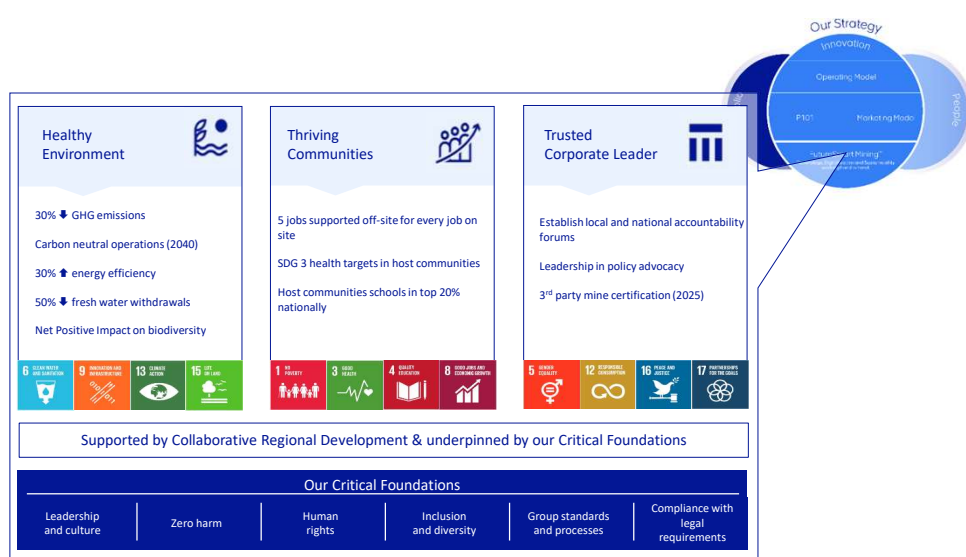 Our Strategy
Innovation
Operating Model
P101
Marketing Model
People
FutureSmart Mining™
Healthy
Environment
30% GHG emissions
Carbon neutral operations (2040)
30% energy efficiency
50% fresh water withdrawals
Net Positive Impact on biodiversity
6 CLEAN WATER
AND SANITATION
9 INNOVATION AND
INFRASTRUCTURE
13 CLIMATE
ACTION
15 LIFE
ON LAND
Thriving
Communities
5 jobs supported off-site for every job on
site
SDG 3 health targets in host communities
Host communities schools in top 20%
nationally
1 NO
POVERTY
3 GOOD
HEALTH
4 QUALITY
EDUCATION
8 GOOD JOBS AND
ECONOMIC GROWTH
Trusted
Corporate Leader
Establish local and national accountability
forums
Leadership in policy advocacy
3rd party mine certification (2025)
5 GENDER
EQUALITY
12 RESPONSIBLE
CONSUMPTION
16 PEACE AND
JUSTICE
17 PARTNERSHIPS
FOR THE GOALS
Supported by Collaborative Regional Development & underpinned by our Critical Foundations
Our Critical Foundations
Leadership
and culture
Zero harm
Human
rights
Inclusion
and diversity
Group standards
and processes
Compliance with
legal
requirements